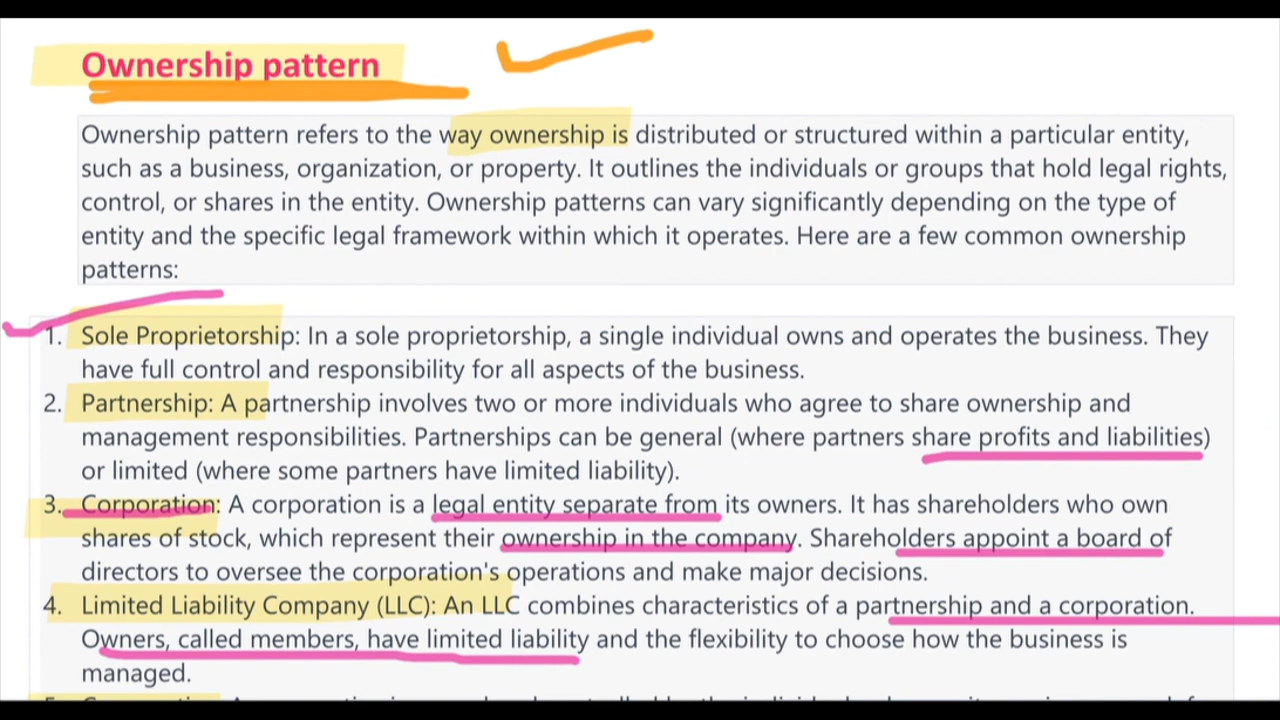 Ownership pattern
Ownership pattern refers to the way ownership is distributed or structured within a particular entity,
such as a business, organization, or property. It outlines the individuals or groups that hold legal rights,
control, or shares in the entity. Ownership patterns can vary significantly depending on the type of
entity and the specific legal framework within which it operates. Here are a few common ownership
patterns:
1. Sole Proprietorship: In a sole proprietorship, a single individual owns and operates the business. They
have full control and responsibility for all aspects of the business.
2. Partnership: A partnership involves two or more individuals who agree to share ownership and
management responsibilities. Partnerships can be general (where partners share profits and liabilities)
or limited (where some partners have limited liability).
3. Corporation: A corporation is a legal entity separate from its owners. It has shareholders who own
shares of stock, which represent their ownership in the company. Shareholders appoint a board of
directors to oversee the corporation's operations and make major decisions.
4. Limited Liability Company (LLC): An LLC combines characteristics of a partnership and a corporation.
Owners, called members, have limited liability and the flexibility to choose how the business is
managed.